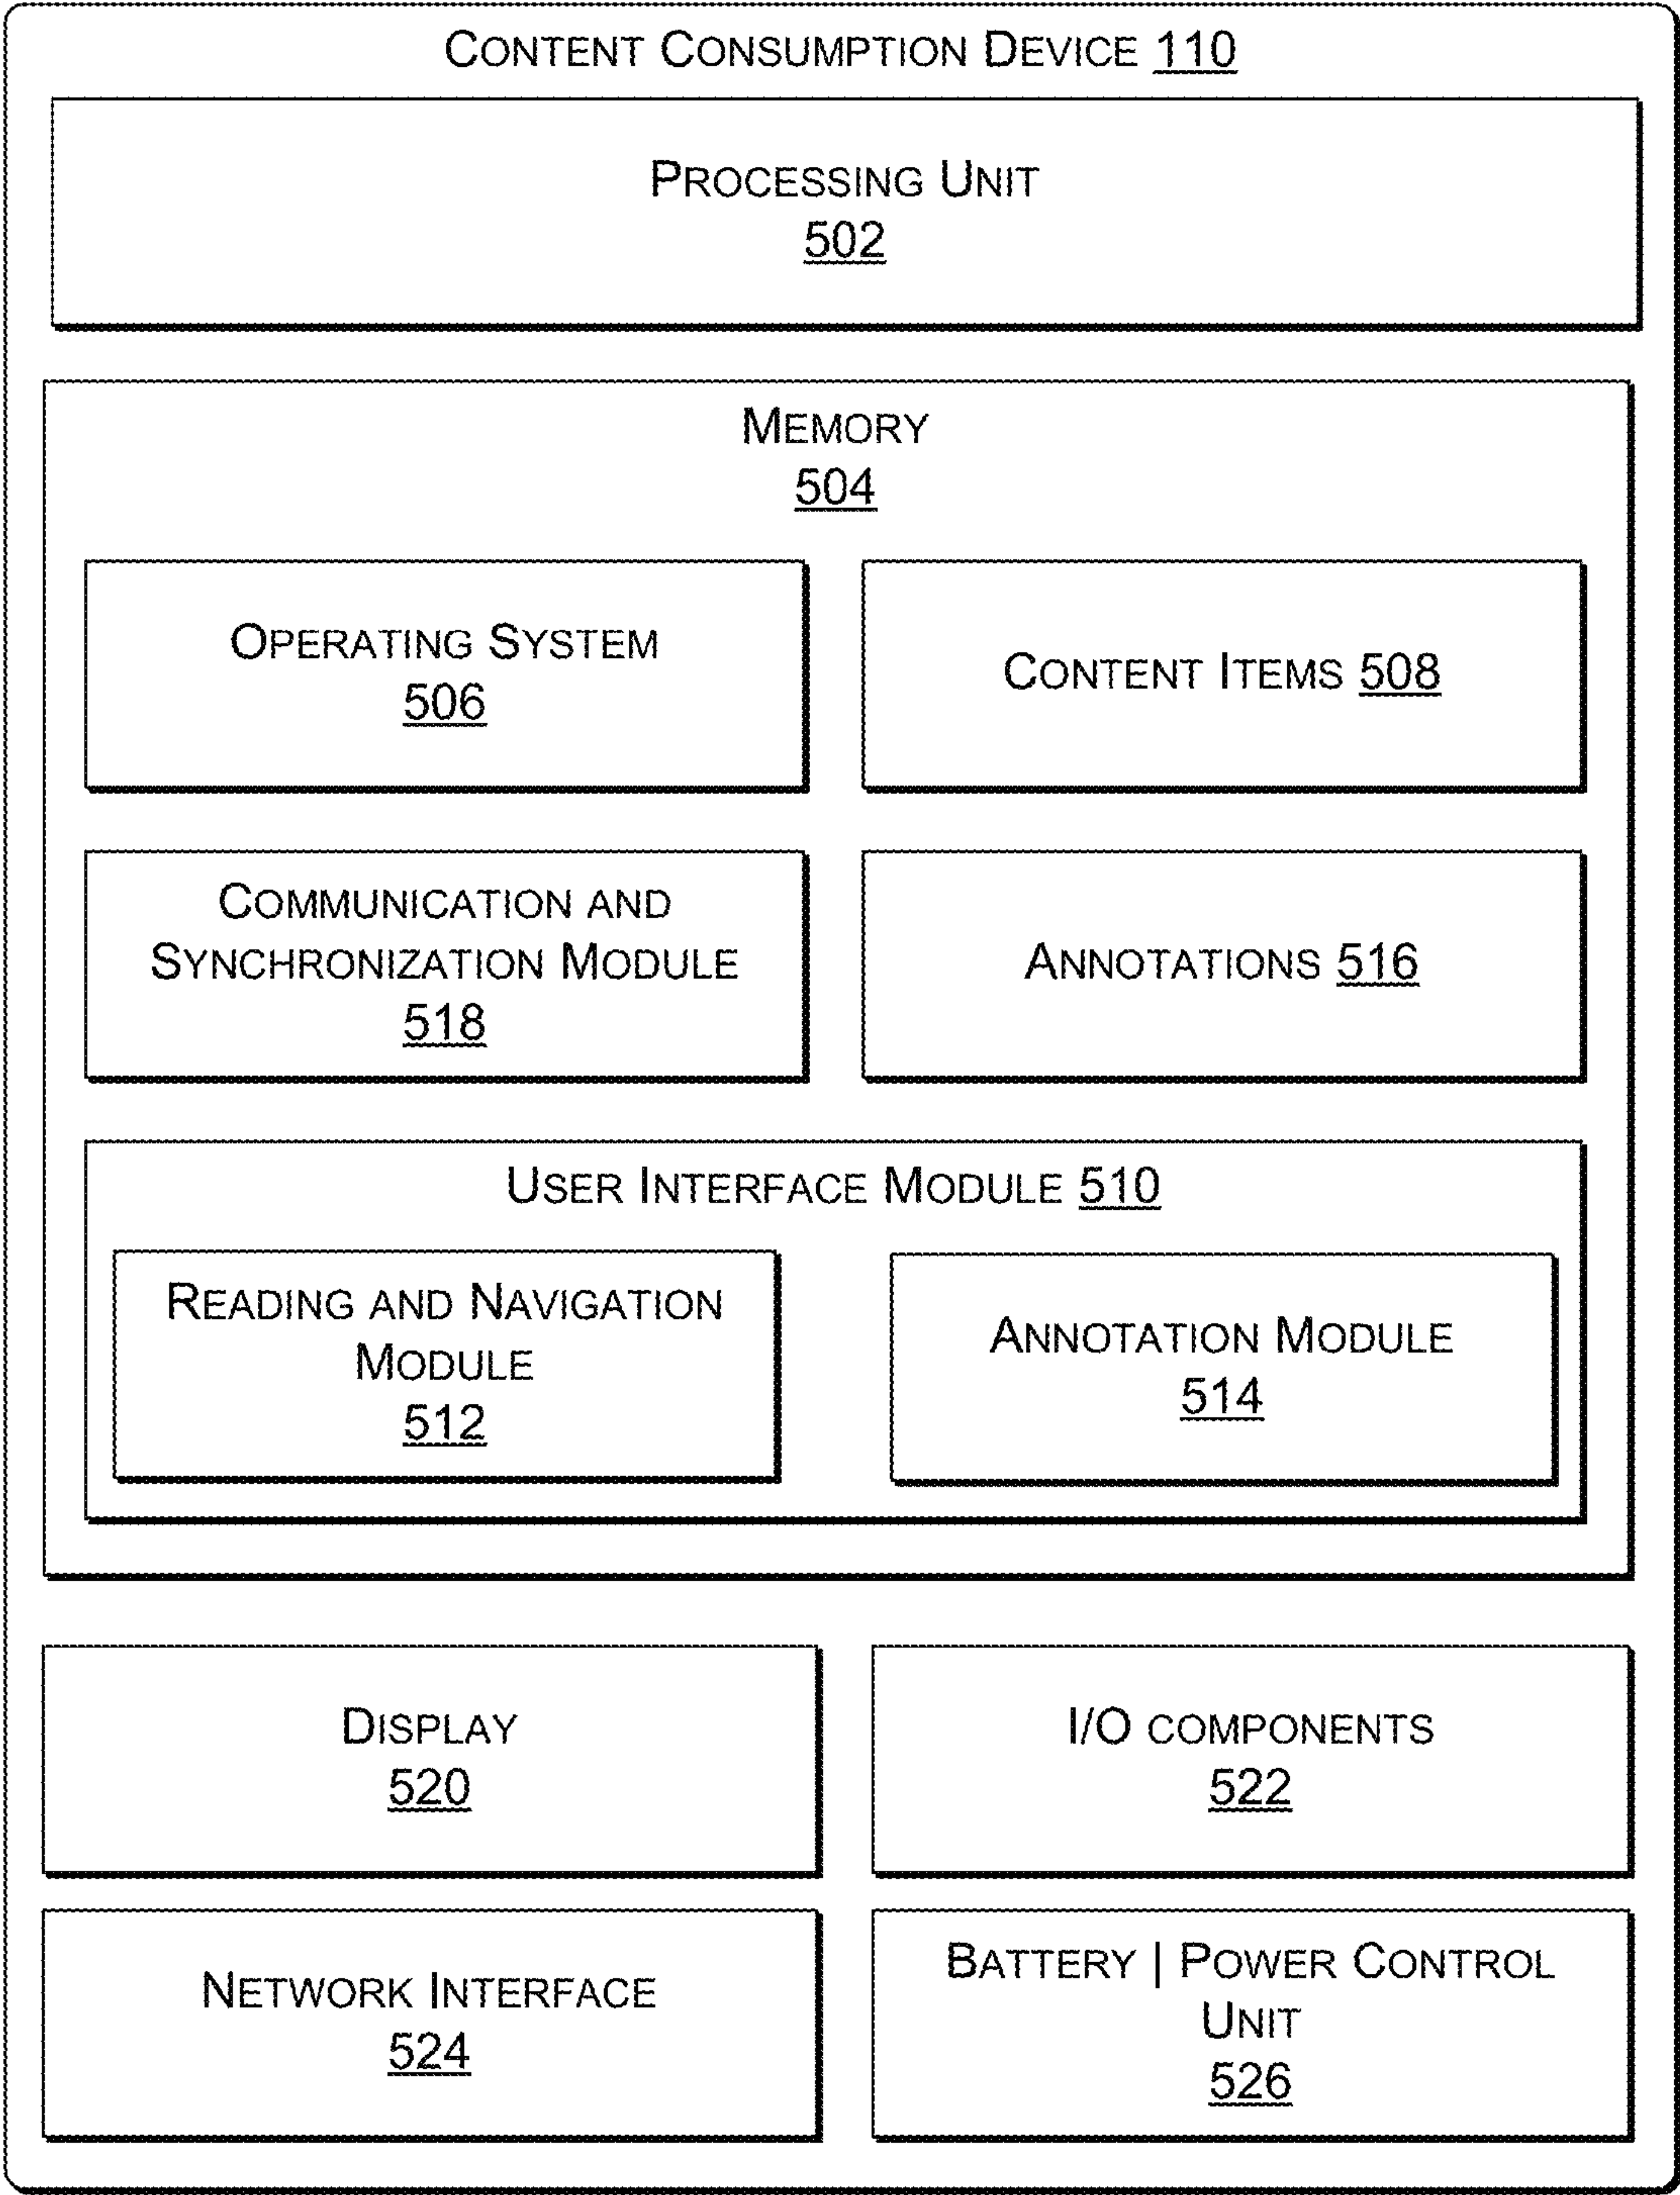 CONTENT CONSUMPTION DEVICE 110
PROCESSING UNIT
502
MEMORY
504
OPERATING SYSTEM
506
CONTENT ITEMS 508
COMMUNICATION AND
SYNCHRONIZATION MODULE
518
ANNOTATIONS 516
USER INTERFACE MODULE 510
READING AND NAVIGATION
MODULE
512
ANNOTATION MODULE
514
DISPLAY
520
I/O COMPONENTS
522
NETWORK INTERFACE
524
BATTERY | POWER CONTROL
UNIT
526